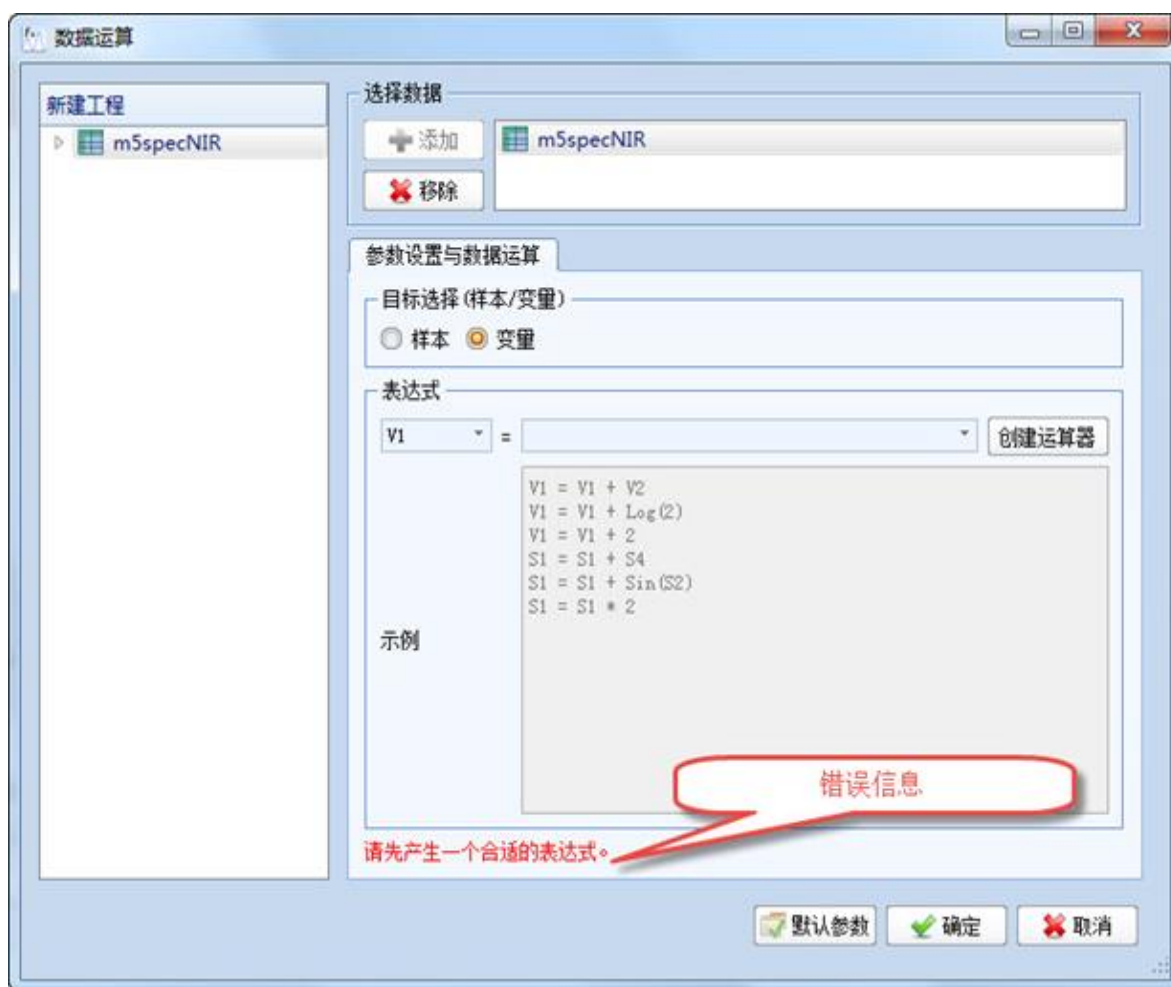 数据运算
新建工程
m5specNIR
选择数据
添加
m5specNIR
移除
参数设置与数据运算
目标选择(样本/变量)
样本 变量
表达式
V1 = 创建运算器
V1 = V1 + V2
V1 = V1 + Log(2)
V1 = V1 + 2
S1 = S1 + S4
S1 = S1 + Sin(S2)
S1 = S1 * 2
示例
错误信息
请先产生一个合适的表达式。
默认参数 确定 取消